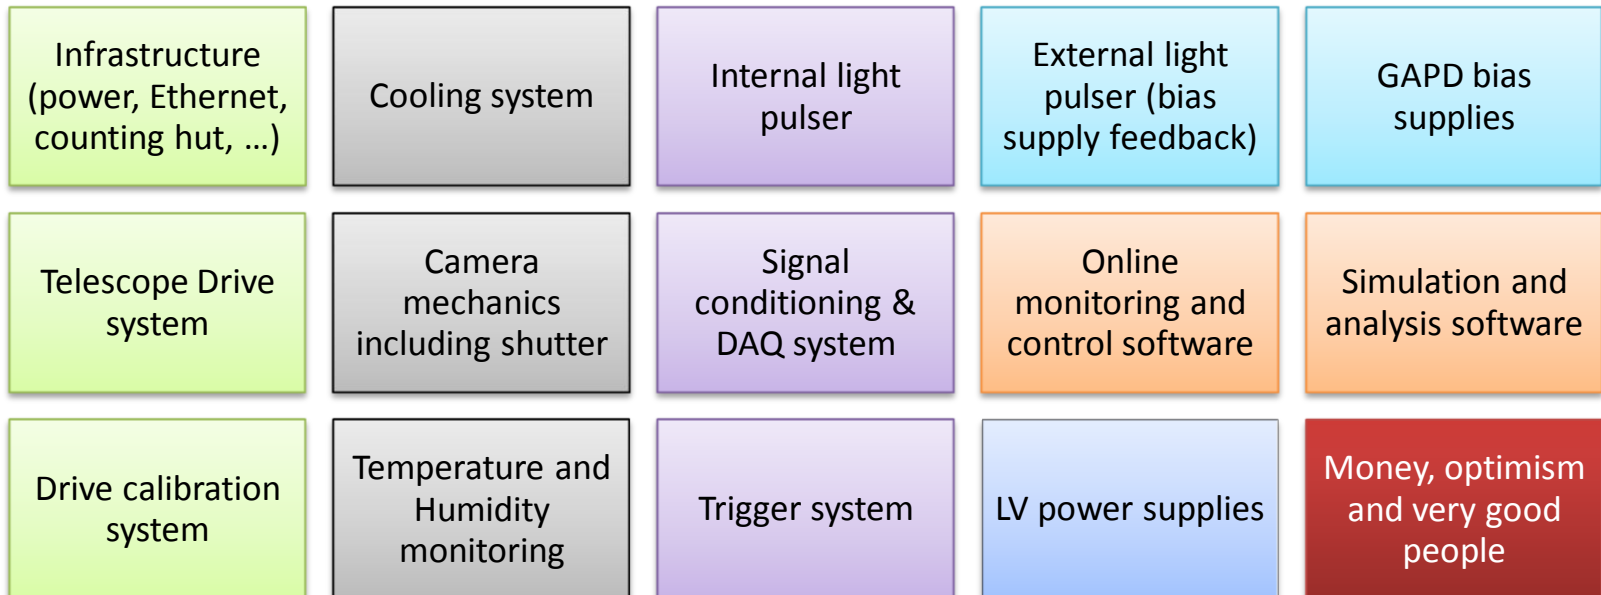 Infrastructure
(power, Ethernet,
counting hut, ...)
Cooling system
Internal light
pulser
External light
pulser (bias
supply feedback)
GAPD bias
supplies
Telescope Drive
system
Camera
mechanics
including shutter
Signal
conditioning &
DAQ system
Online
monitoring and
control software
Simulation and
analysis software
Drive calibration
system
Temperature and
Humidity
monitoring
Trigger system
LV power supplies
Money, optimism
and very good
people